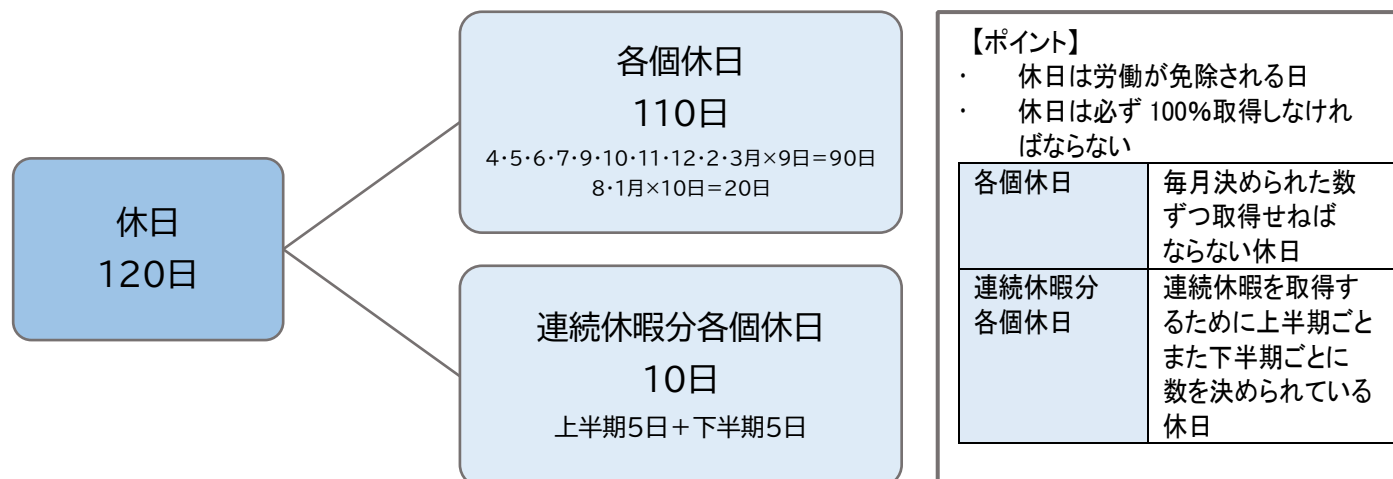 休日
120日
各個休日
110日
4・5・6・7・9・10・11・12・2・3月×9日=90日
8・1月×10日=20日
連続休暇分各個休日
10日
上半期5日+下半期5日
【ポイント】
・ 休日は労働が免除される日
・ 休日は必ず 100%取得しなけれ
ばならない
各個休日
毎月決められた数
ずつ取得せねば
ならない休日
連続休暇分
各個休日
連続休暇を取得す
るために上半期ごと
また下半期ごとに
数を決められている
休日